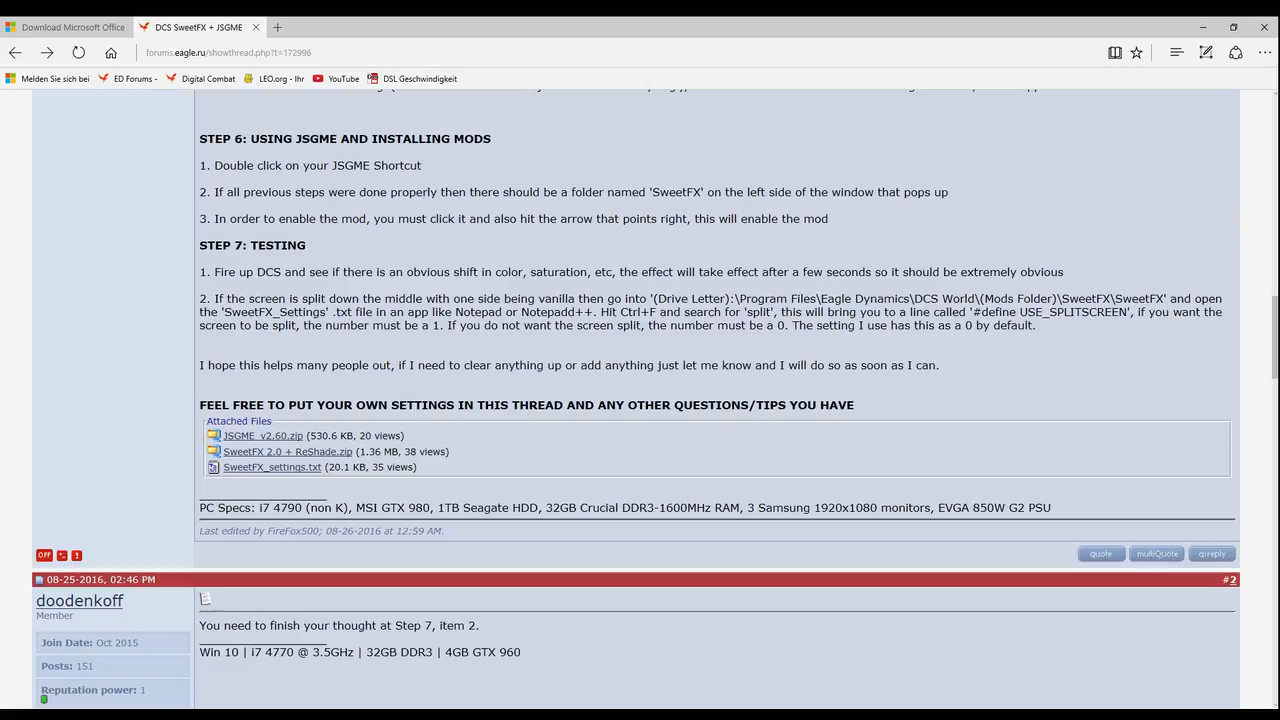 Download Microsoft Office
DCS SweetFX + JSGME
forums.eagle.ru/showthread.php?t=172996
Melden Sie sich bei
ED Forums -
Digital Combat
LEO.org - Ihr
YouTube
DSL Geschwindigkeit
STEP 6: USING JSGME AND INSTALLING MODS
1. Double click on your JSGME Shortcut
2. If all previous steps were done properly then there should be a folder named 'SweetFX' on the left side of the window that pops up
3. In order to enable the mod, you must click it and also hit the arrow that points right, this will enable the mod
STEP 7: TESTING
1. Fire up DCS and see if there is an obvious shift in color, saturation, etc, the effect will take effect after a few seconds so it should be extremely obvious
2. If the screen is split down the middle with one side being vanilla then go into '(Drive Letter):\Program Files\Eagle Dynamics\DCS World\(Mods Folder)\SweetFX\SweetFX' and open
the 'SweetFX_Settings' .txt file in an app like Notepad or Notepadd++. Hit Ctrl+F and search for 'split', this will bring you to a line called '#define USE_SPLITSCREEN', if you want the
screen to be split, the number must be a 1. If you do not want the screen split, the number must be a 0. The setting I use has this as a 0 by default.
I hope this helps many people out, if I need to clear anything up or add anything just let me know and I will do so as soon as I can.
FEEL FREE TO PUT YOUR OWN SETTINGS IN THIS THREAD AND ANY OTHER QUESTIONS/TIPS YOU HAVE
Attached Files
JSGME_v2.60.zip (530.6 KB, 20 views)
SweetFX 2.0 + ReShade.zip (1.36 MB, 38 views)
SweetFX_settings.txt (20.1 KB, 35 views)
PC Specs: i7 4790 (non K), MSI GTX 980, 1TB Seagate HDD, 32GB Crucial DDR3-1600MHz RAM, 3 Samsung 1920x1080 monitors, EVGA 850W G2 PSU
Last edited by FireFox500; 08-26-2016 at 12:59 AM.
OFF
quote
multiQuote
q:reply
08-25-2016, 02:46 PM
#2
doodenkoff
Member
Join Date: Oct 2015
Posts: 151
Reputation power: 1
You need to finish your thought at Step 7, item 2.
Win 10 | i7 4770 @ 3.5GHz | 32GB DDR3 | 4GB GTX 960